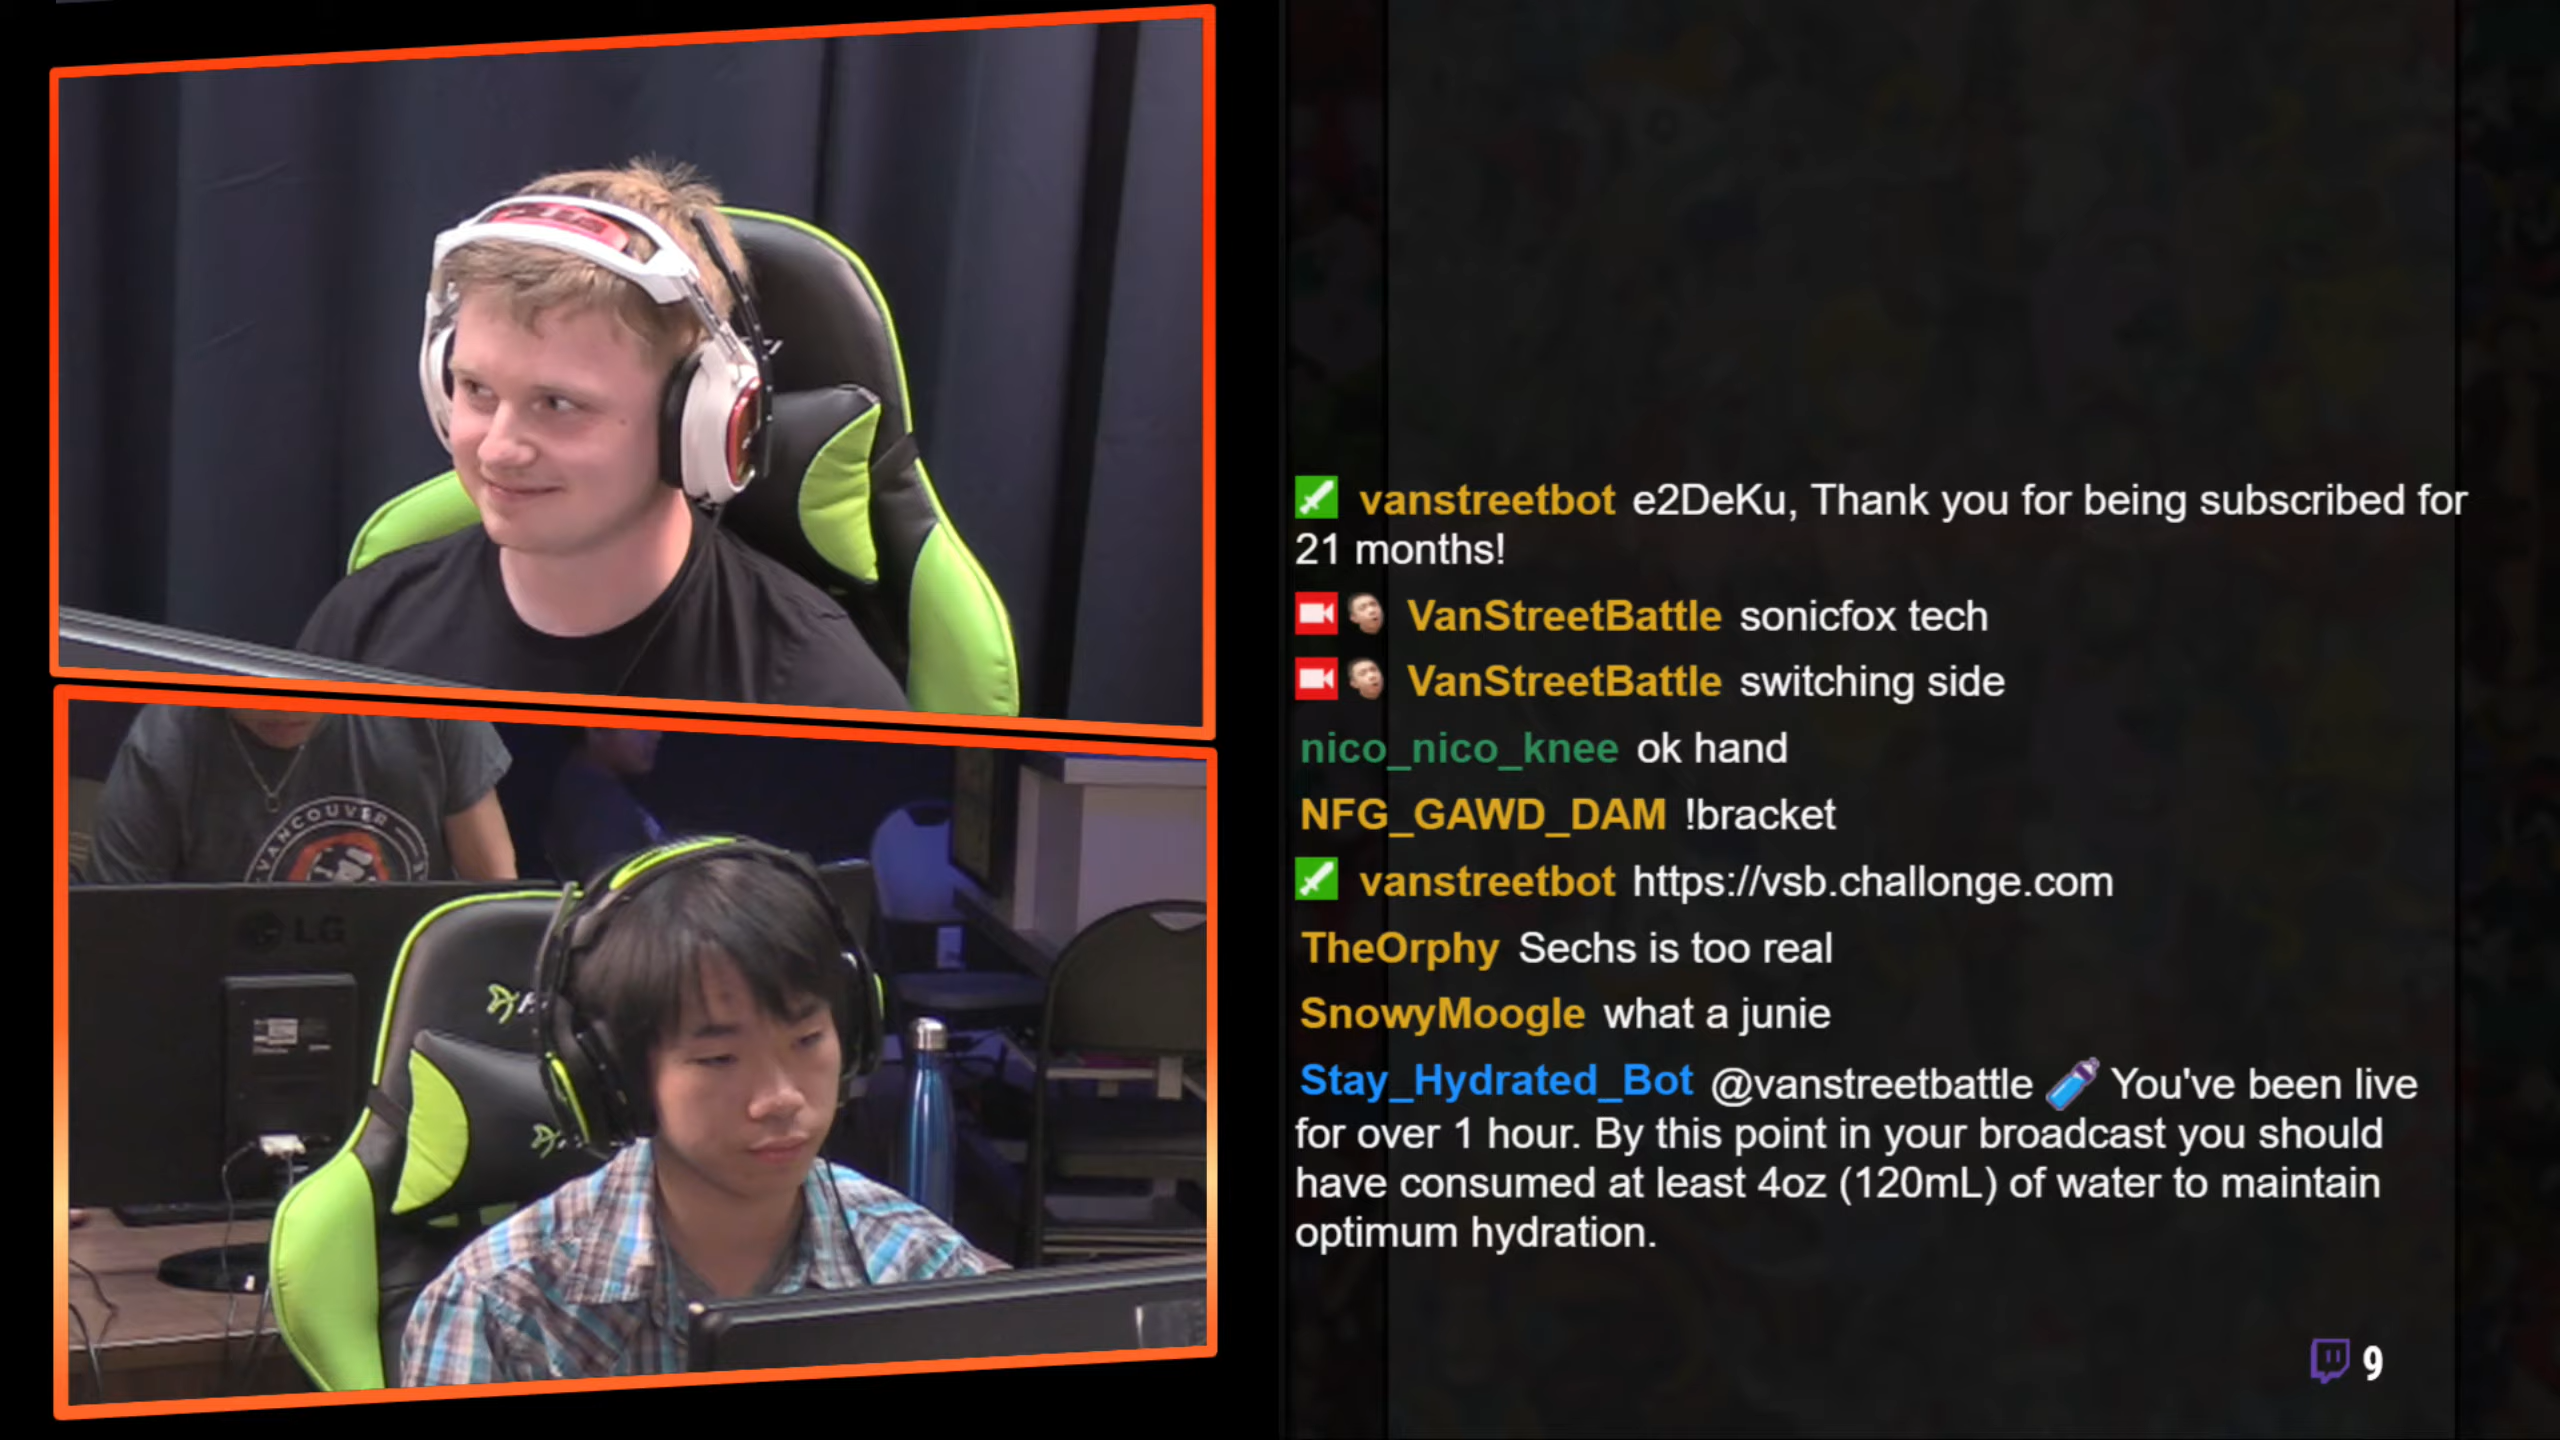 vanstreetbot e2DeKu, Thank you for being subscribed for
21 months!
VanStreetBattle sonicfox tech
VanStreetBattle switching side
nico_nico_knee ok hand
NFG_GAWD_DAM !bracket
vanstreetbot https://vsb.challonge.com
TheOrphy Sechs is too real
SnowyMoogle what a junie
Stay_Hydrated_Bot @vanstreetbattle You've been live
for over 1 hour. By this point in your broadcast you should
have consumed at least 4oz (120mL) of water to maintain
optimum hydration.
9
VANCOUVER
LG